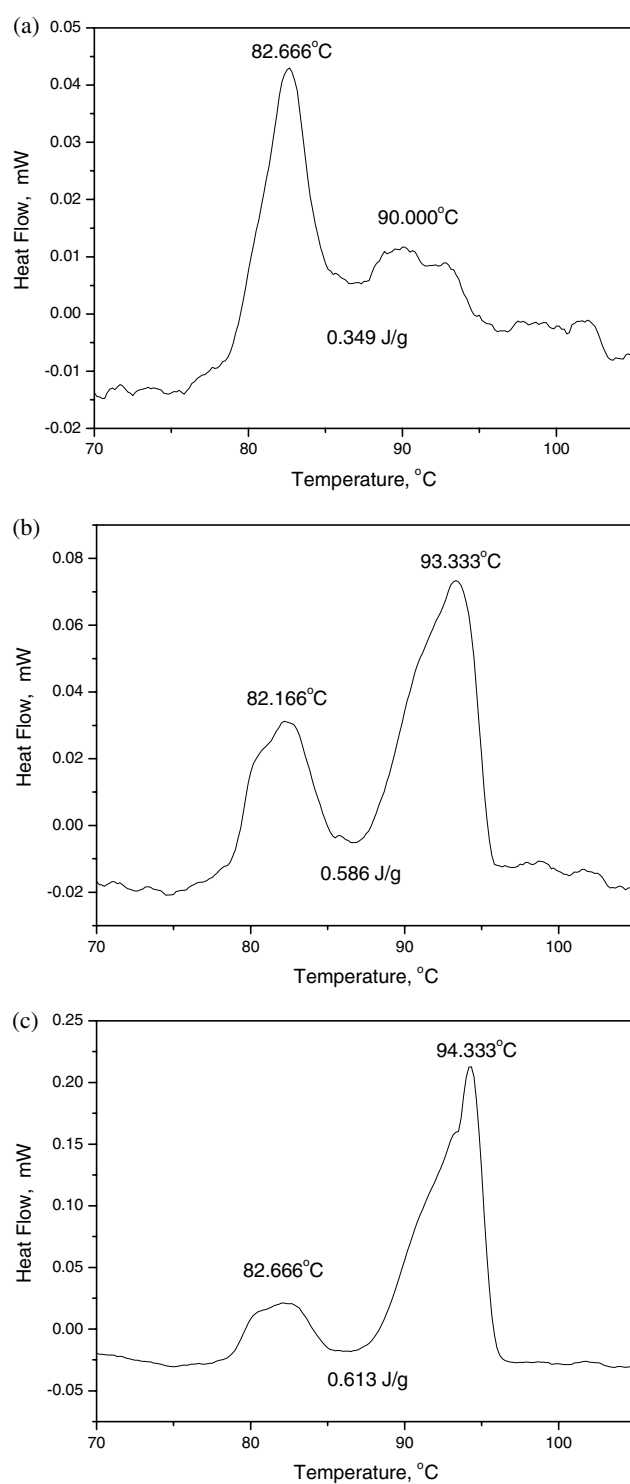 (a)
0.05
0.04
0.03
0.02
0.01
0.00
-0.01
-0.02
Heat Flow, mW
82.666°C
90.000°C
0.349 J/g
70 80 90 100
Temperature, °C
(b)
0.08
0.06
0.04
0.02
0.00
-0.02
Heat Flow, mW
93.333°C
82.166°C
0.586 J/g
70 80 90 100
Temperature, °C
(c)
0.25
0.20
0.15
0.10
0.05
0.00
-0.05
Heat Flow, mW
94.333°C
82.666°C
0.613 J/g
70 80 90 100
Temperature, °C